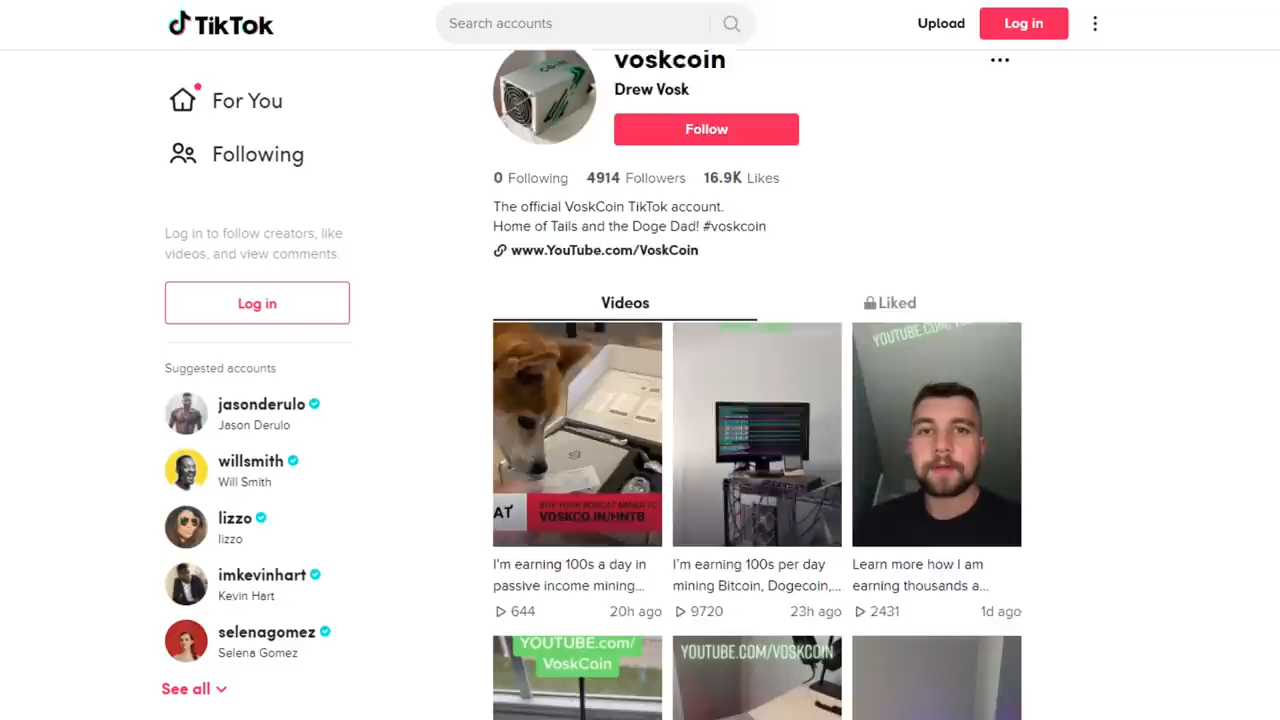 TikTok
Search accounts
Upload
Log in
For You
Following
Log in to follow creators, like
videos, and view comments.
Log in
Suggested accounts
jasonderulo
Jason Derulo
willsmith
Will Smith
lizzo
lizzo
imkevinhart
Kevin Hart
selenagomez
Selena Gomez
See all
voskcoin
Drew Vosk
Follow
0 Following 4914 Followers 16.9K Likes
The official VoskCoin TikTok account.
Home of Tails and the Doge Dad! #voskcoin
www.YouTube.com/VoskCoin
Videos
Liked
AT
VOSKCO.IN/HNTB
YOUTUBE.COM/
I'm earning 100s a day in
passive income mining...
644 20h ago
I'm earning 100s per day
mining Bitcoin, Dogecoin,...
9720 23h ago
Learn more how I am
earning thousands a...
2431 1d ago
YOUTUBE.com/
VoskCoin
YOUTUBE.COM/VOSKCOIN